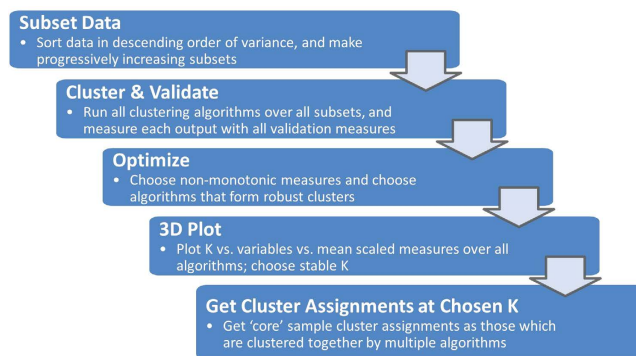 Subset Data
• Sort data in descending order of variance, and make
progressively increasing subsets
Cluster & Validate
• Run all clustering algorithms over all subsets, and
measure each output with all validation measures
Optimize
• Choose non-monotonic measures and choose
algorithms that form robust clusters
3D Plot
• Plot K vs. variables vs. mean scaled measures over all
algorithms; choose stable K
Get Cluster Assignments at Chosen K
• Get ‘core’ sample cluster assignments as those which
are clustered together by multiple algorithms